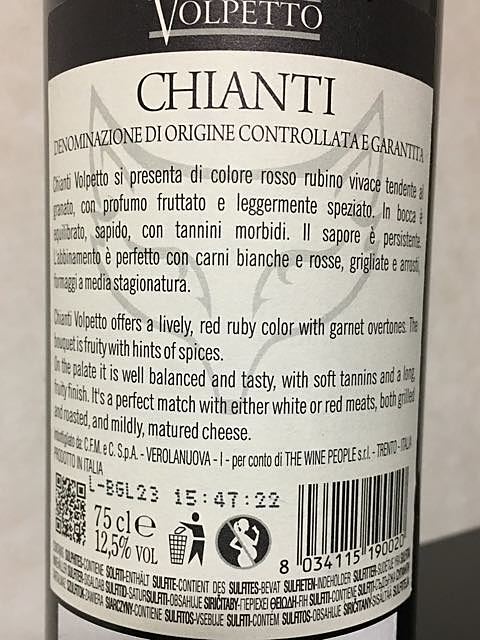 VOLPETTO
CHIANTI
DENOMINAZIONE DI ORIGINE CONTROLLATA E GARANTITA
Chianti Volpetto si presenta di colore rosso rubino vivace tendente al
granato, con profumo fruttato e leggermente speziato. In bocca è
equilibrato, sapido, con tannini morbidi. Il sapore è persistente.
L'abbinamento è perfetto con carni bianche e rosse, grigliate e arrosti,
formaggi a media stagionatura.
Chianti Volpetto offers a lively, red ruby color with garnet overtones. The
bouquet is fruity with hints of spices.
On the palate it is well balanced and tasty, with soft tannins and a long,
fruity finish. It's a perfect match with either white or red meats, both grilled
and roasted, and mildly, matured cheese.
Imbottigliato da: C.F.M. e C. S.p.A. - VEROLANUOVA - I - per conto di THE WINE PEOPLE s.r.l. - TRENTO - ITALIA
PRODOTTO IN ITALIA
L-BGL23 15:47:22
75 cl e
12,5% VOL
8 034115 190020
SULFITES-CONTIENE SULFITI-ENTHÄLT SULFITE-CONTIENT DES SULFITES-BEVAT SULFIETEN-INDEHOLDER